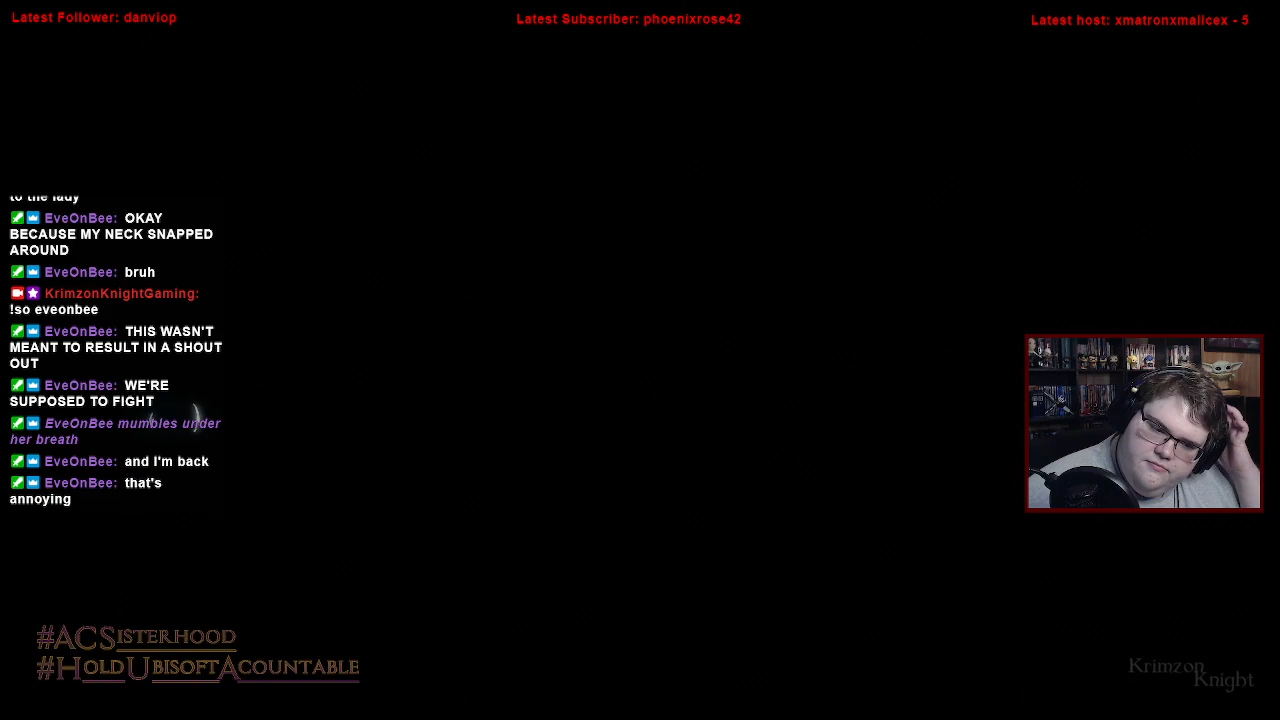 Latest Follower: danviop
Latest Subscriber: phoenixrose42
Latest host: xmatronxmalicex - 5
to the lady
EveOnBee: OKAY
BECAUSE MY NECK SNAPPED
AROUND
EveOnBee: bruh
KrimzonKnightGaming:
!so eveonbee
EveOnBee: THIS WASN'T
MEANT TO RESULT IN A SHOUT
OUT
EveOnBee: WE'RE
SUPPOSED TO FIGHT
EveOnBee mumbles under
her breath
EveOnBee: and I'm back
EveOnBee: that's
annoying
#ACSisterhood
#HoldUbisoftAcountable
Krimzon
Knight